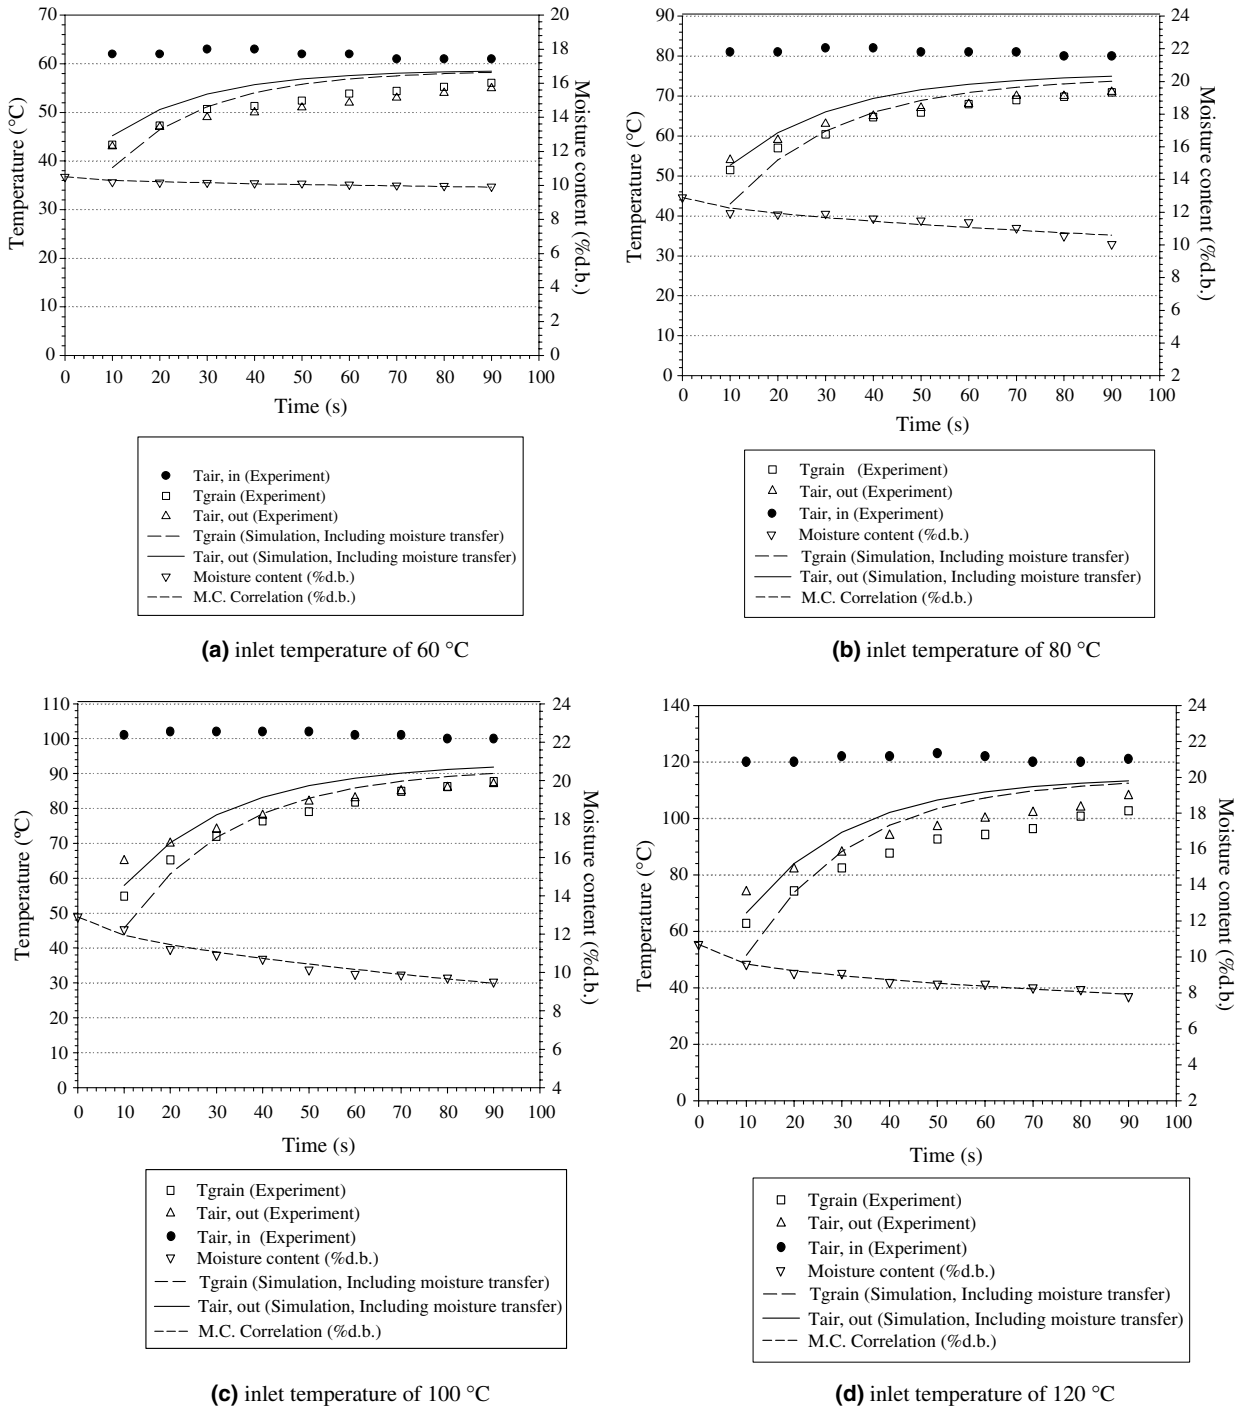 70
60
50
40
30
20
10
0
Temperature (°C)
20
18
16
14
12
10
8
6
4
2
0
Moisture content (%d.b.)
0 10 20 30 40 50 60 70 80 90 100
Time (s)
Tair, in (Experiment)
Tgrain (Experiment)
Tair, out (Experiment)
Tgrain (Simulation, Including moisture transfer)
Tair, out (Simulation, Including moisture transfer)
Moisture content (%d.b.)
M.C. Correlation (%d.b.)
(a) inlet temperature of 60 °C
90
80
70
60
50
40
30
20
10
0
Temperature (°C)
24
22
20
18
16
14
12
10
8
6
4
2
Moisture content (%d.b.)
0 10 20 30 40 50 60 70 80 90 100
Time (s)
Tgrain (Experiment)
Tair, out (Experiment)
Tair, in (Experiment)
Moisture content (%d.b.)
Tgrain (Simulation, Including moisture transfer)
Tair, out (Simulation, Including moisture transfer)
M.C. Correlation (%d.b.)
(b) inlet temperature of 80 °C
110
100
90
80
70
60
50
40
30
20
10
0
Temperature (°C)
24
22
20
18
16
14
12
10
8
6
4
Moisture content (%d.b.)
0 10 20 30 40 50 60 70 80 90 100
Time (s)
Tgrain (Experiment)
Tair, out (Experiment)
Tair, in (Experiment)
Moisture content (%d.b.)
Tgrain (Simulation, Including moisture transfer)
Tair, out (Simulation, Including moisture transfer)
M.C. Correlation (%d.b.)
(c) inlet temperature of 100 °C
140
120
100
80
60
40
20
0
Temperature (°C)
24
22
20
18
16
14
12
10
8
6
4
2
Moisture content (%d.b.)
0 10 20 30 40 50 60 70 80 90 100
Time (s)
Tgrain (Experiment)
Tair, out (Experiment)
Tair, in (Experiment)
Moisture content (%d.b.)
Tgrain (Simulation, Including moisture transfer)
Tair, out (Simulation, Including moisture transfer)
M.C. Correlation (%d.b.)
(d) inlet temperature of 120 °C